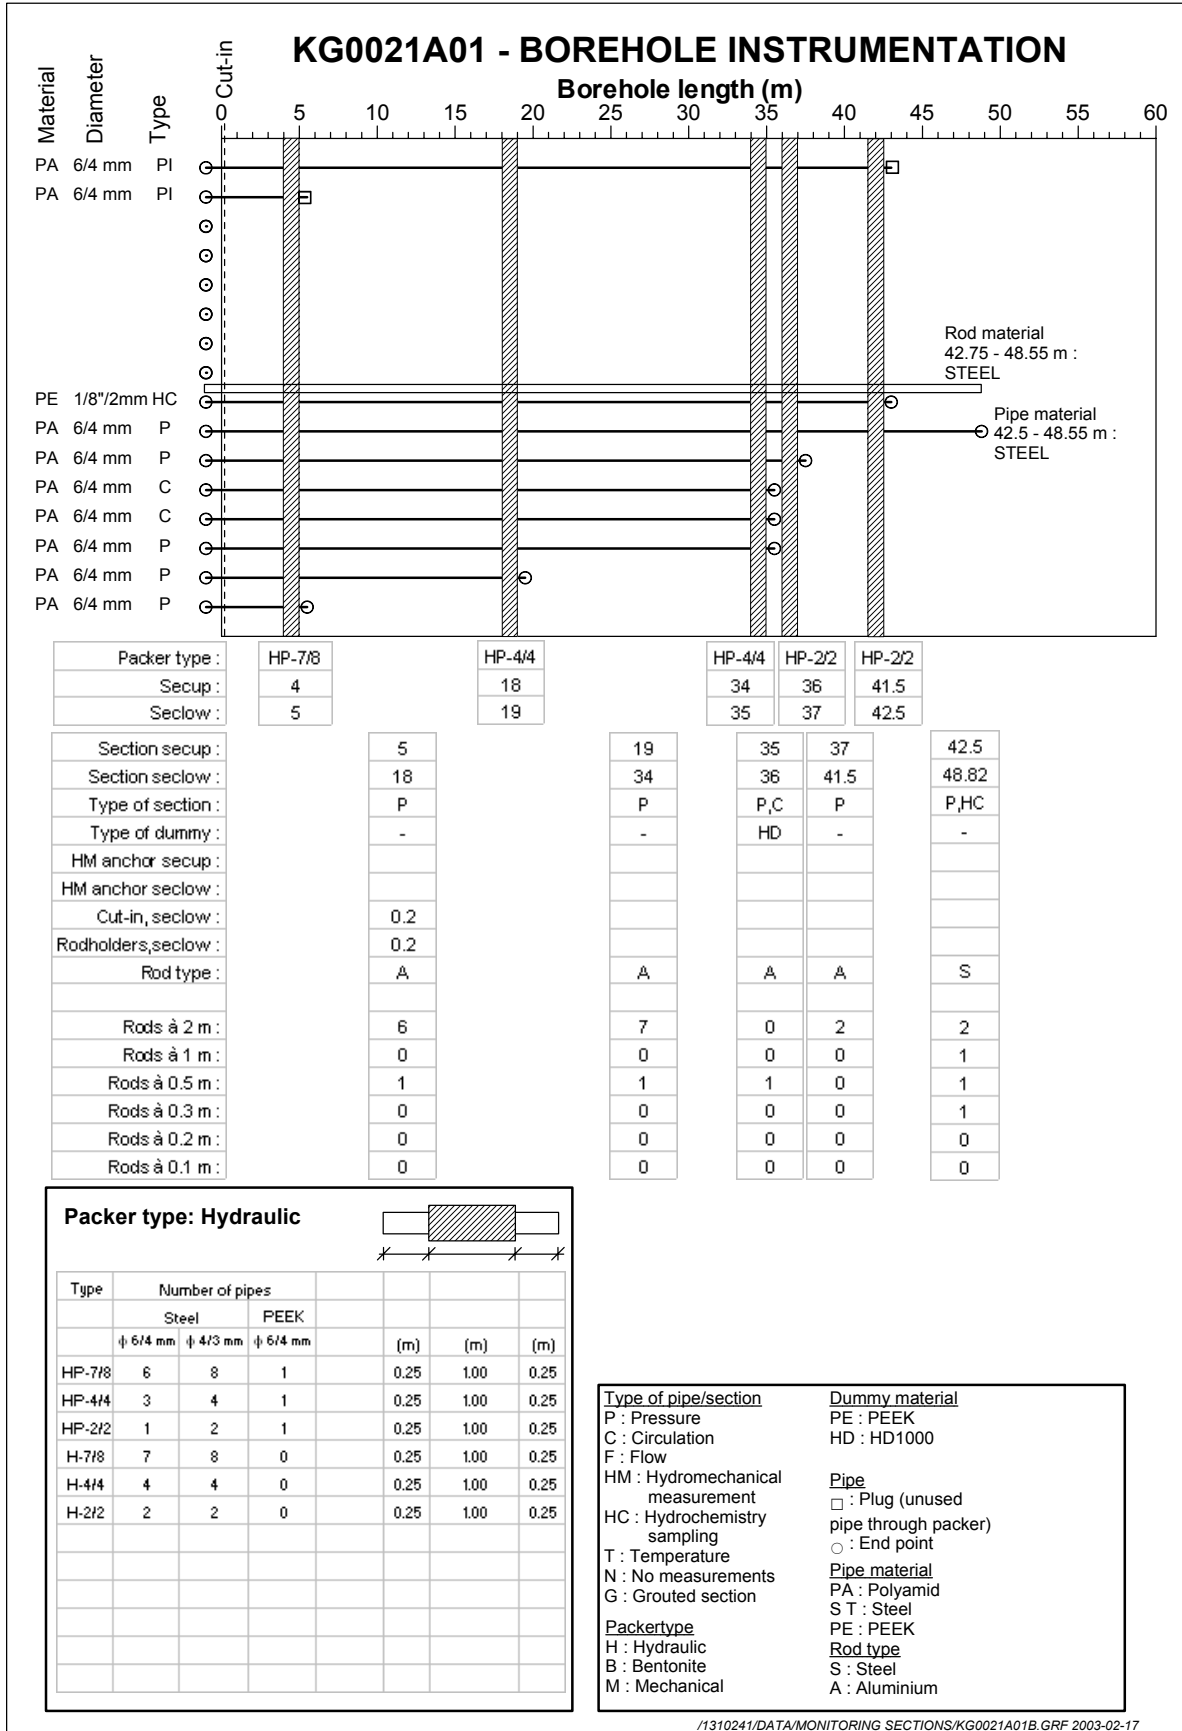 KG0021A01 - BOREHOLE INSTRUMENTATION
Borehole length (m)
Material Diameter Type Cut-in
0 5 10 15 20 25 30 35 40 45 50 55 60
PA 6/4 mm PI
PA 6/4 mm PI
Rod material
42.75 - 48.55 m :
STEEL
PE 1/8"/2mm HC
Pipe material
PA 6/4 mm P
42.5 - 48.55 m :
STEEL
PA 6/4 mm P
PA 6/4 mm C
PA 6/4 mm C
PA 6/4 mm P
PA 6/4 mm P
PA 6/4 mm P
Packer type : HP-7/8 HP-4/4 HP-4/4 HP-2/2 HP-2/2
Secup : 4 18 34 36 41.5
Seclow : 5 19 35 37 42.5
Section secup : 5 19 35 37 42.5
Section seclow : 18 34 36 41.5 48.82
Type of section : P P P,C P P,HC
Type of dummy : - - HD - -
HM anchor secup :
HM anchor seclow :
Cut-in, seclow : 0.2
Rodholders,seclow : 0.2
Rod type : A A A A S
Rods à 2 m : 6 7 0 2 2
Rods à 1 m : 0 0 0 0 1
Rods à 0.5 m : 1 1 1 0 1
Rods à 0.3 m : 0 0 0 0 1
Rods à 0.2 m : 0 0 0 0 0
Rods à 0.1 m : 0 0 0 0 0
Packer type: Hydraulic
Type Number of pipes
Steel PEEK
ϕ 6/4 mm ϕ 4/3 mm ϕ 6/4 mm (m) (m) (m)
HP-7/8 6 8 1 0.25 1.00 0.25
HP-4/4 3 4 1 0.25 1.00 0.25
HP-2/2 1 2 1 0.25 1.00 0.25
H-7/8 7 8 0 0.25 1.00 0.25
H-4/4 4 4 0 0.25 1.00 0.25
H-2/2 2 2 0 0.25 1.00 0.25
Type of pipe/section
P : Pressure
C : Circulation
F : Flow
HM : Hydromechanical
measurement
HC : Hydrochemistry
sampling
T : Temperature
N : No measurements
G : Grouted section
Packertype
H : Hydraulic
B : Bentonite
M : Mechanical
Dummy material
PE : PEEK
HD : HD1000
Pipe
□ : Plug (unused
pipe through packer)
○ : End point
Pipe material
PA : Polyamid
S T : Steel
PE : PEEK
Rod type
S : Steel
A : Aluminium
/1310241/DATA/MONITORING SECTIONS/KG0021A01B.GRF 2003-02-17